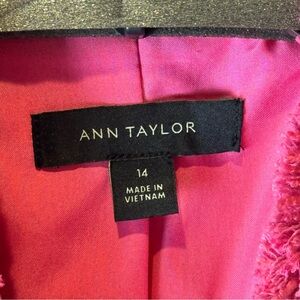 ANN TAYLOR
14
MADE IN
VIETNAM